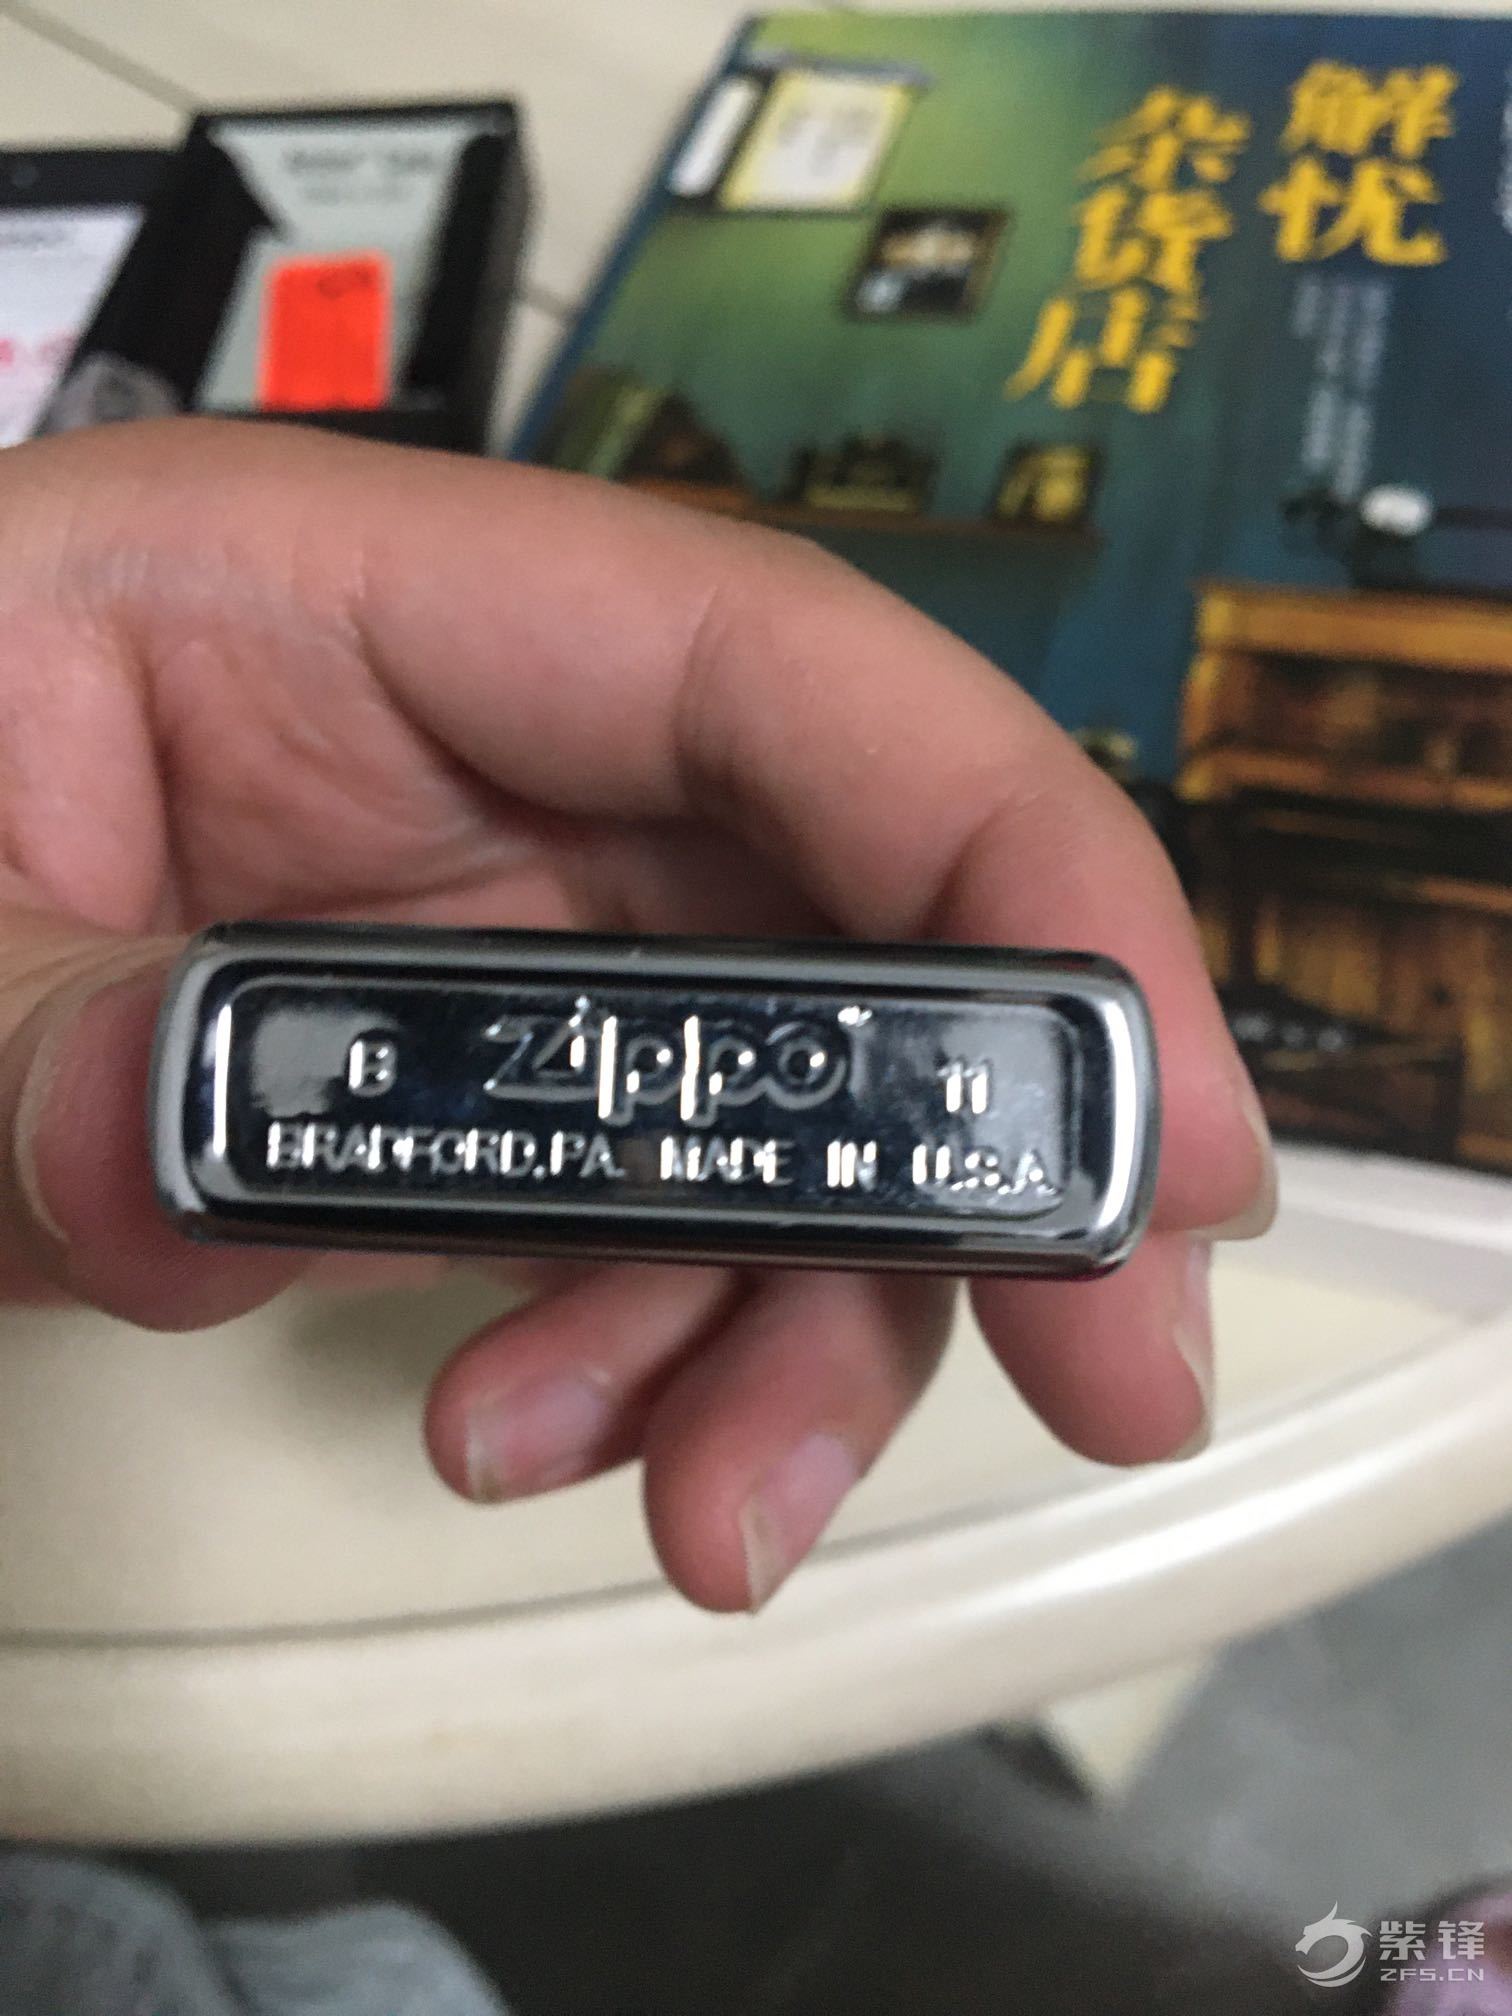 解忧
杂货店
B Zippo 11
BRADFORD, PA. MADE IN U.S.A
紫锋
ZFS.CN